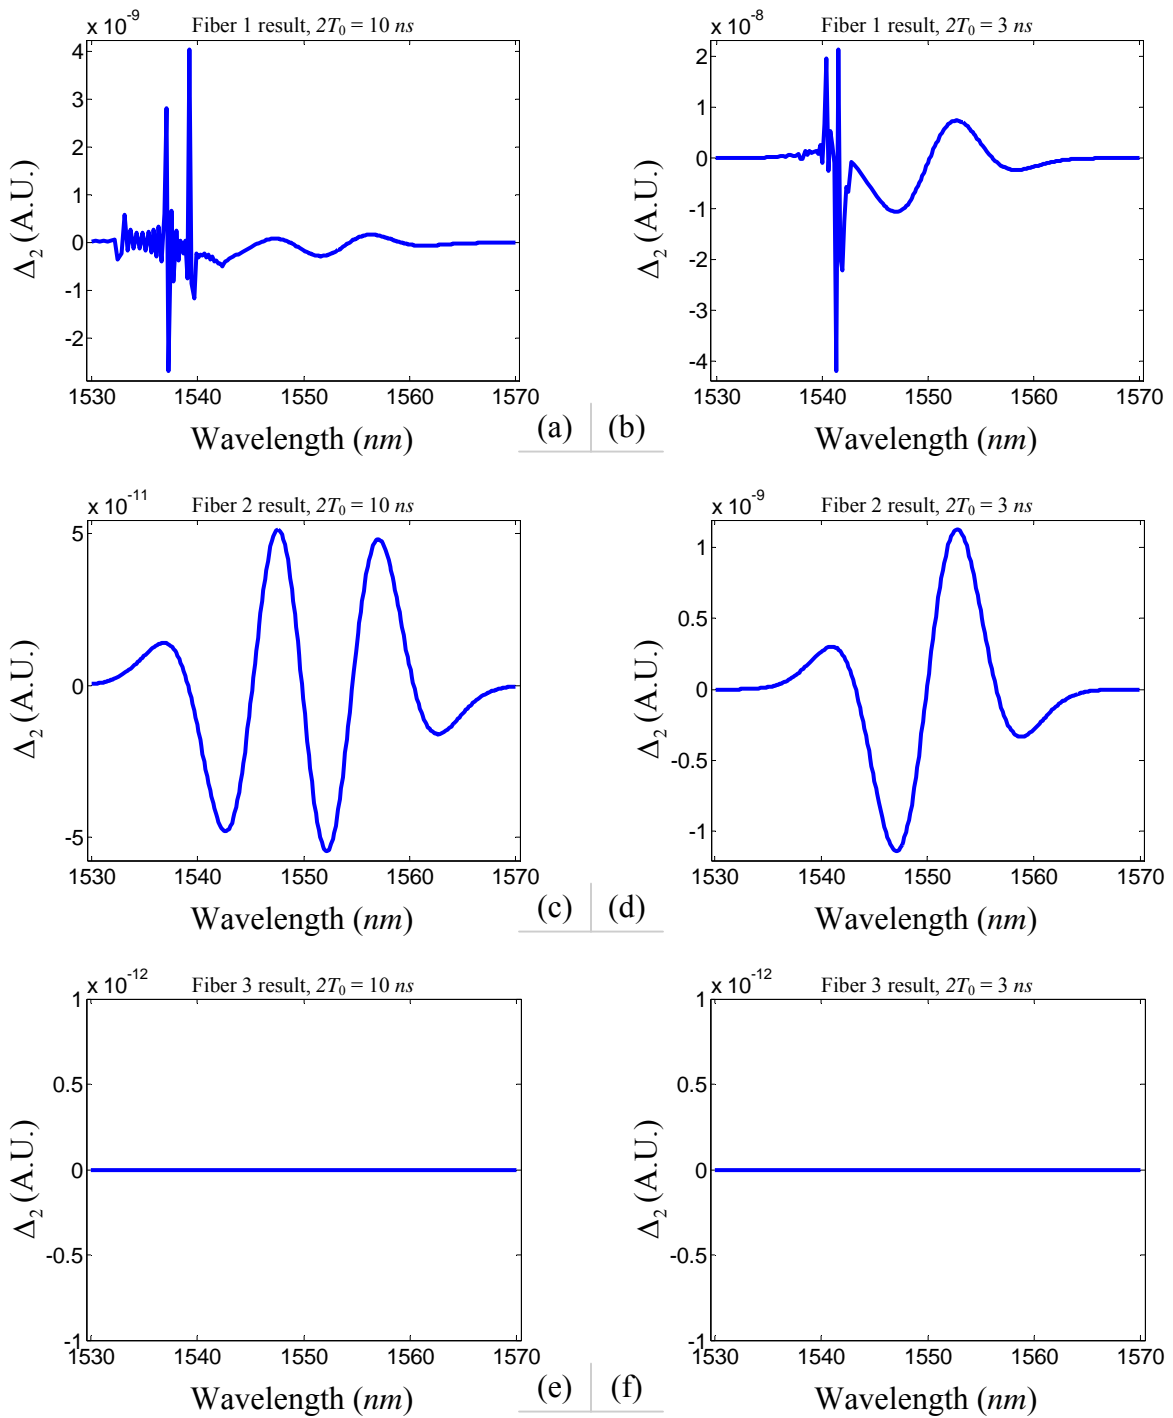 x 10^-9 Fiber 1 result, 2T₀ = 10 ns
4
3
2
1
0
-1
-2
Δ₂ (A.U.)
1530 1540 1550 1560 1570
Wavelength (nm)
(a)
x 10^-8 Fiber 1 result, 2T₀ = 3 ns
2
1
0
-1
-2
-3
-4
Δ₂ (A.U.)
1530 1540 1550 1560 1570
Wavelength (nm)
(b)
x 10^-11 Fiber 2 result, 2T₀ = 10 ns
5
0
-5
Δ₂ (A.U.)
1530 1540 1550 1560 1570
Wavelength (nm)
(c)
x 10^-9 Fiber 2 result, 2T₀ = 3 ns
1
0.5
0
-0.5
-1
Δ₂ (A.U.)
1530 1540 1550 1560 1570
Wavelength (nm)
(d)
x 10^-12 Fiber 3 result, 2T₀ = 10 ns
1
0.5
0
-0.5
-1
Δ₂ (A.U.)
1530 1540 1550 1560 1570
Wavelength (nm)
(e)
x 10^-12 Fiber 3 result, 2T₀ = 3 ns
1
0.5
0
-0.5
-1
Δ₂ (A.U.)
1530 1540 1550 1560 1570
Wavelength (nm)
(f)